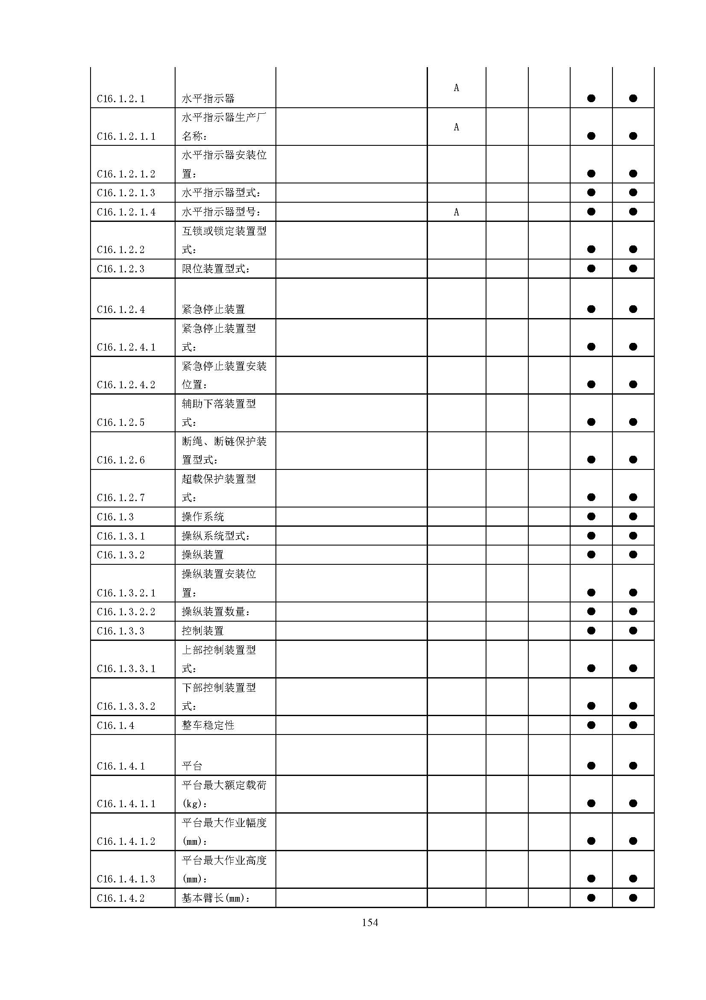 C16.1.2.1 水平指示器 A ● ●
水平指示器生产厂
C16.1.2.1.1 名称： A ● ●
水平指示器安装位
C16.1.2.1.2 置： ● ●
C16.1.2.1.3 水平指示器型式： ● ●
C16.1.2.1.4 水平指示器型号： A ● ●
互锁或锁定装置型
C16.1.2.2 式： ● ●
C16.1.2.3 限位装置型式： ● ●
C16.1.2.4 紧急停止装置 ● ●
紧急停止装置型
C16.1.2.4.1 式： ● ●
紧急停止装置安装
C16.1.2.4.2 位置： ● ●
辅助下落装置型
C16.1.2.5 式： ● ●
断绳、断链保护装
C16.1.2.6 置型式： ● ●
超载保护装置型
C16.1.2.7 式： ● ●
C16.1.3 操作系统 ● ●
C16.1.3.1 操纵系统型式： ● ●
C16.1.3.2 操纵装置 ● ●
操纵装置安装位
C16.1.3.2.1 置： ● ●
C16.1.3.2.2 操纵装置数量： ● ●
C16.1.3.3 控制装置 ● ●
上部控制装置型
C16.1.3.3.1 式： ● ●
下部控制装置型
C16.1.3.3.2 式： ● ●
C16.1.4 整车稳定性 ● ●
C16.1.4.1 平台 ● ●
平台最大额定载荷
C16.1.4.1.1 (kg)： ● ●
平台最大作业幅度
C16.1.4.1.2 (mm)： ● ●
平台最大作业高度
C16.1.4.1.3 (mm)： ● ●
C16.1.4.2 基本臂长(mm)： ● ●
154